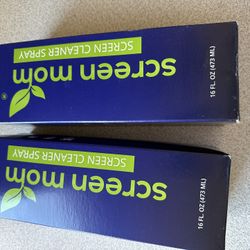 screen mom
SCREEN CLEANER SPRAY
16 FL OZ (473 ML)
screen mom
SCREEN CLEANER SPRAY
16 FL OZ (473 ML)